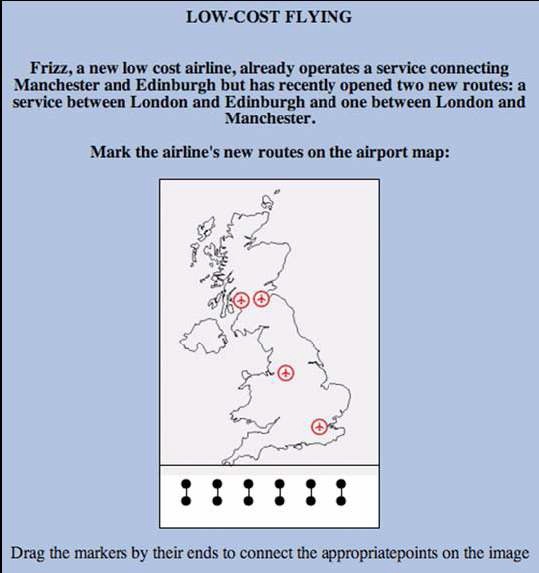 LOW-COST FLYING
Frizz, a new low cost airline, already operates a service connecting
Manchester and Edinburgh but has recently opened two new routes: a
service between London and Edinburgh and one between London and
Manchester.
Mark the airline's new routes on the airport map:
Drag the markers by their ends to connect the appropriatepoints on the image